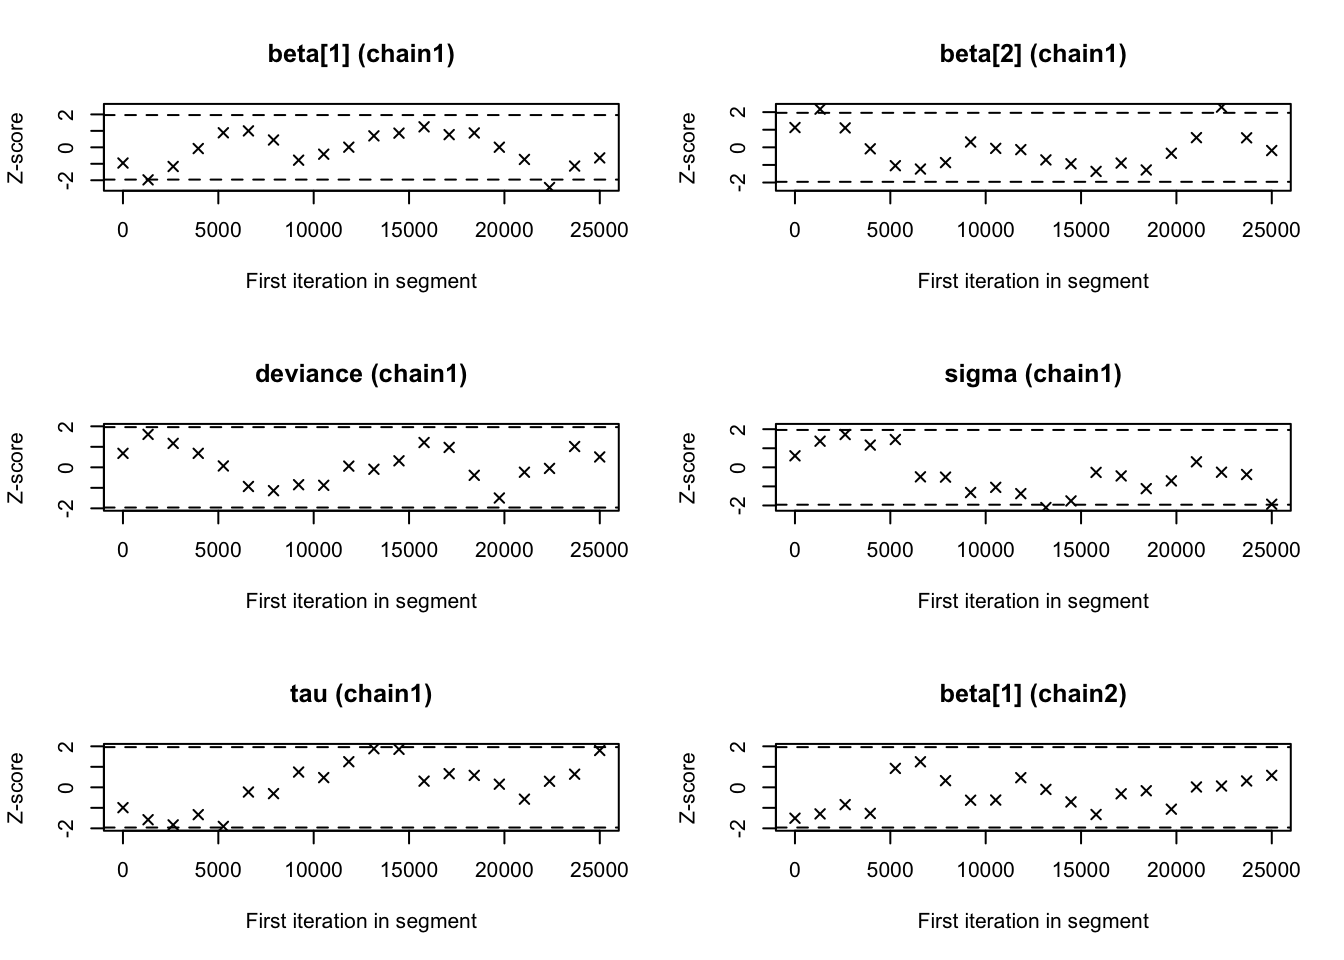 beta[1] (chain1)
Z-score
2
0
-2
0 5000 10000 15000 20000 25000
First iteration in segment
beta[2] (chain1)
Z-score
2
0
-2
0 5000 10000 15000 20000 25000
First iteration in segment
deviance (chain1)
Z-score
2
0
-2
0 5000 10000 15000 20000 25000
First iteration in segment
sigma (chain1)
Z-score
2
0
-2
0 5000 10000 15000 20000 25000
First iteration in segment
tau (chain1)
Z-score
2
0
-2
0 5000 10000 15000 20000 25000
First iteration in segment
beta[1] (chain2)
Z-score
2
0
-2
0 5000 10000 15000 20000 25000
First iteration in segment